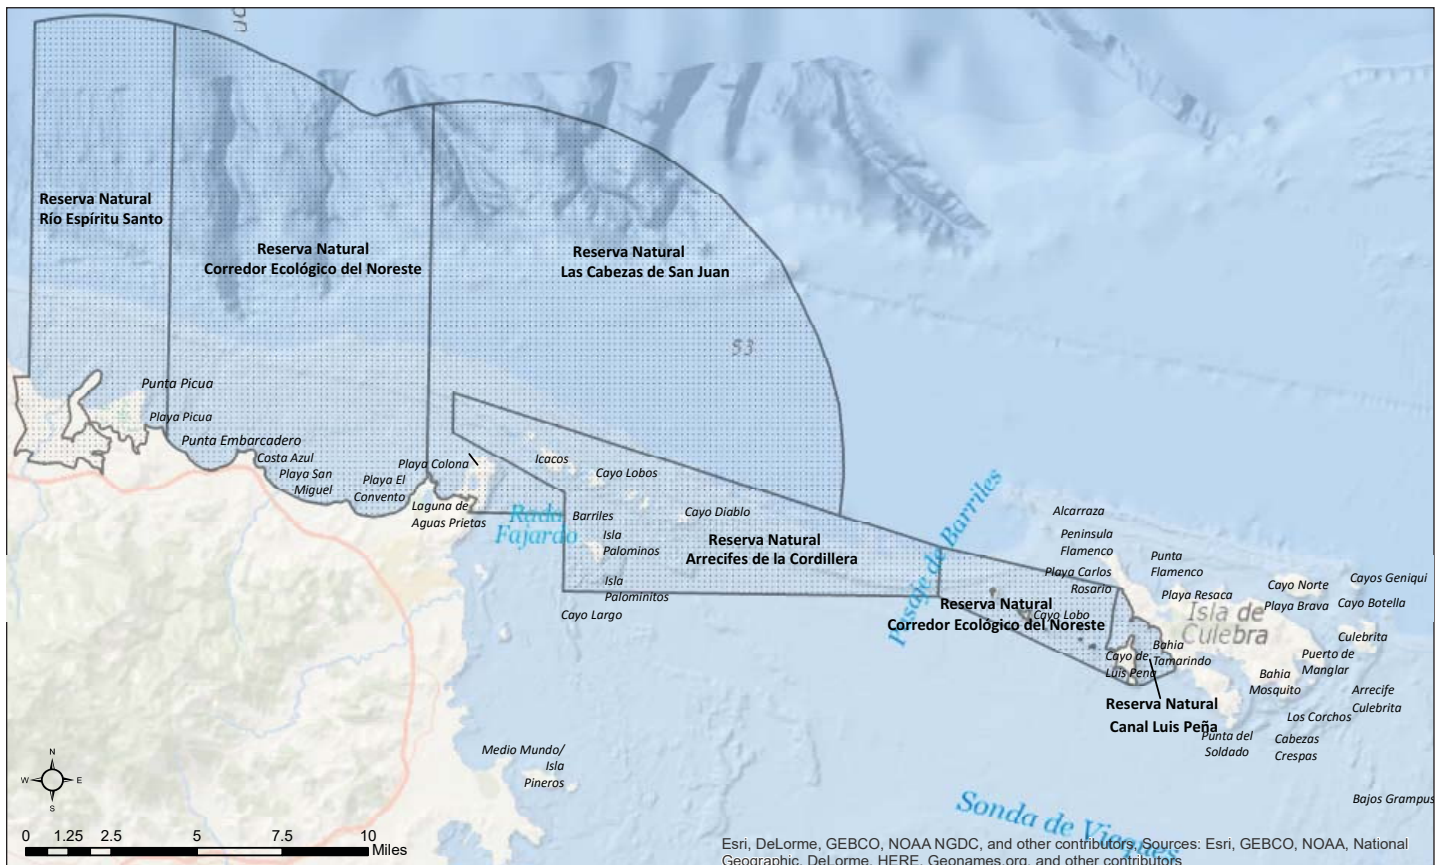 on
Reserva Natural
Río Espíritu Santo
Reserva Natural
Corredor Ecológico del Noreste
Reserva Natural
Las Cabezas de San Juan
53
Punta Picua
Playa Picua
Punta Embarcadero
Costa Azul
Playa San
Miguel
Playa El
Convento
Playa Colona
Laguna de
Aguas Prietas
Icacos
Cayo Lobos
Rada
Fajardo
Barriles
Cayo Diablo
Isla
Palominos
Reserva Natural
Arrecifes de la Cordillera
Isla
Palominitos
Cayo Largo
Pasaje de Barriles
Alcarraza
Peninsula
Flamenco
Playa Carlos
Rosario
Punta
Flamenco
Playa Resaca
Cayo Norte
Cayos Geniqui
Playa Brava
Cayo Botella
Isla de
Culebra
Reserva Natural
Cayo Lobo
Corredor Ecológico del Noreste
Culebrita
Bahia
Tamarindo
Cayo de
Luis Pena
Puerto de
Manglar
Bahia
Mosquito
Arrecife
Culebrita
Reserva Natural
Canal Luis Peña
Los Corchos
Punta del
Soldado
Cabezas
Crespas
Medio Mundo/
Isla
Pineros
Bajos Grampus
Sonda de Vieques
N
W E
S
0 1.25 2.5 5 7.5 10
Miles
Esri, DeLorme, GEBCO, NOAA NGDC, and other contributors, Sources: Esri, GEBCO, NOAA, National
Geographic, DeLorme, HERE, Geonames.org, and other contributors